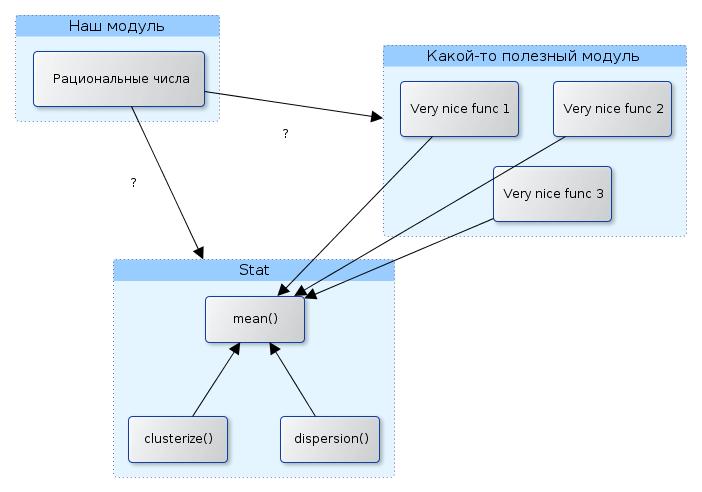 Наш модуль
Рациональные числа
Какой-то полезный модуль
Very nice func 1
Very nice func 2
Very nice func 3
?
?
Stat
mean()
clusterize()
dispersion()